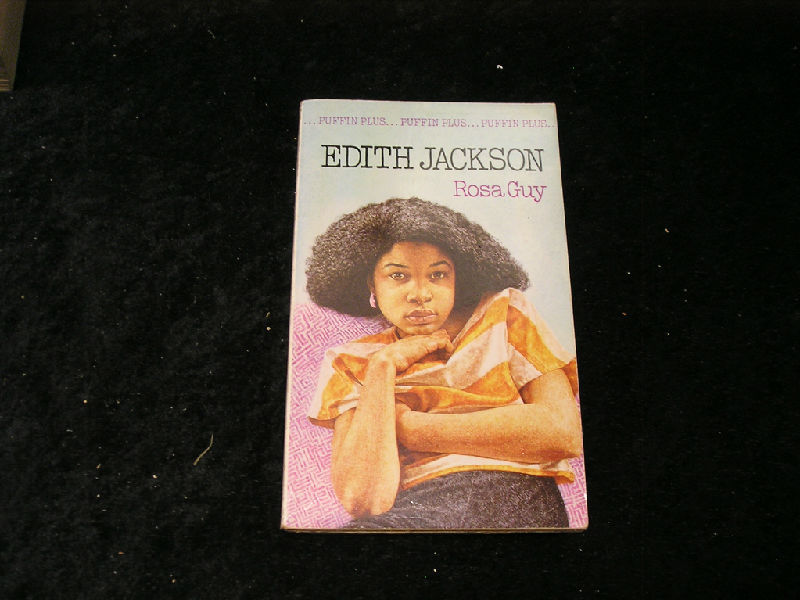 ...PUFFIN PLUS...PUFFIN PLUS...PUFFIN PLUS..
EDITH JACKSON
Rosa Guy